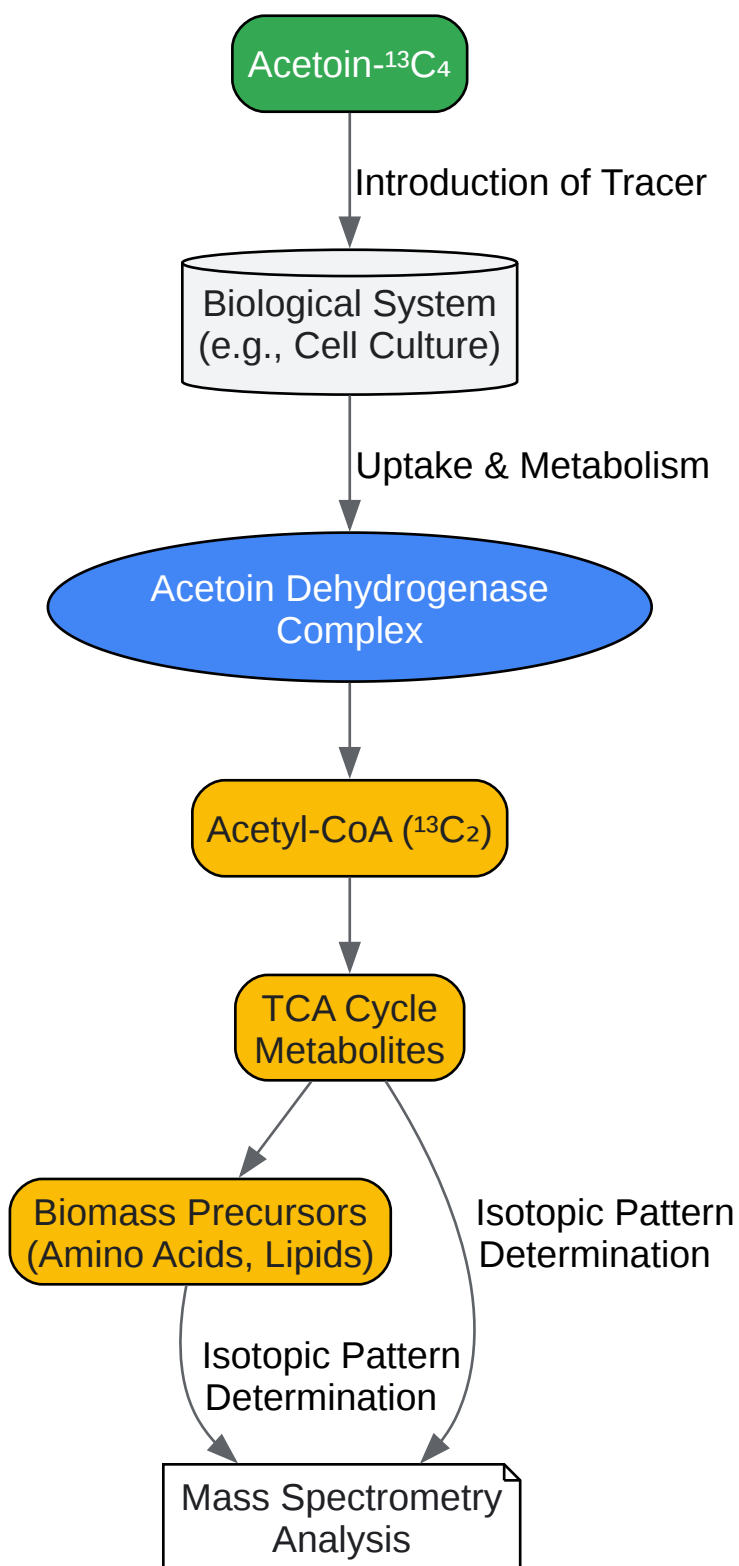 Acetoin-¹³C₄
Introduction of Tracer
Biological System
(e.g., Cell Culture)
Uptake & Metabolism
Acetoin Dehydrogenase
Complex
Acetyl-CoA (¹³C₂)
TCA Cycle
Metabolites
Biomass Precursors
(Amino Acids, Lipids)
Isotopic Pattern
Determination
Isotopic Pattern
Determination
Mass Spectrometry
Analysis